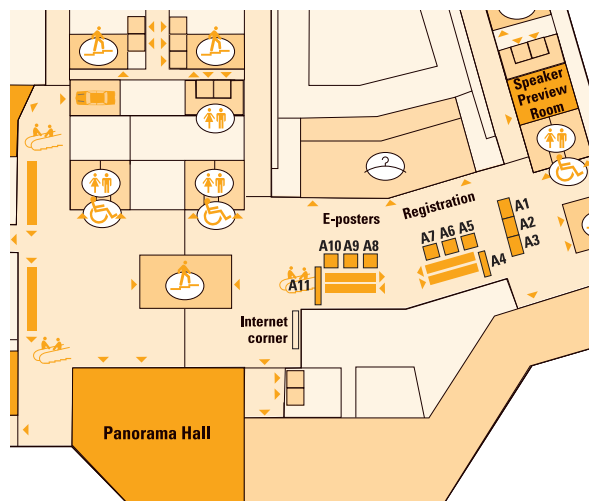 Speaker
Preview
Room
E-posters
Registration
A1
A2
A3
A10 A9 A8
A7 A6 A5
A4
A11
Internet
corner
Panorama Hall